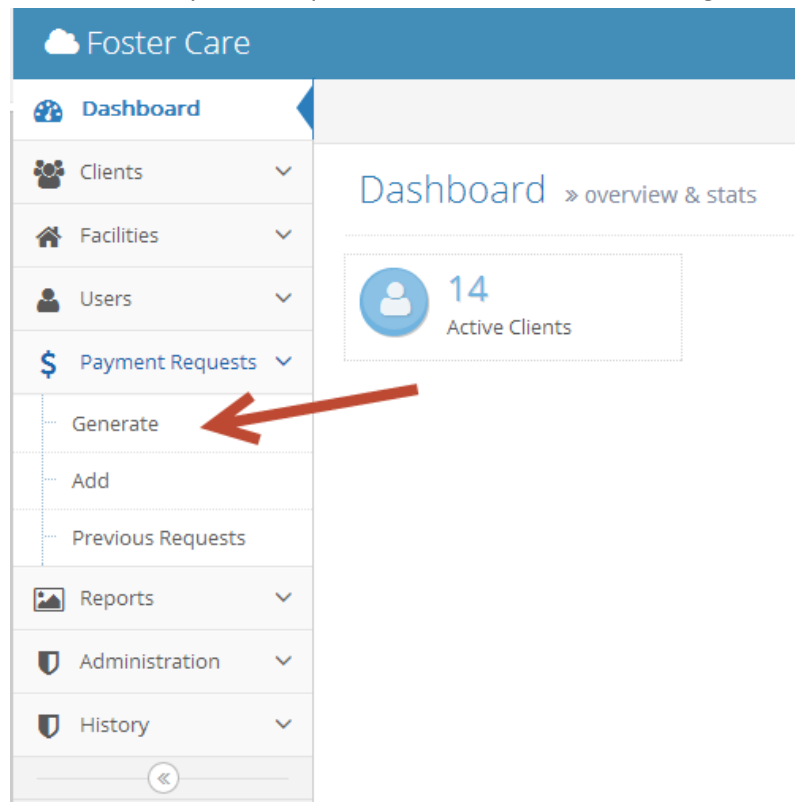 Foster Care
Dashboard
Clients
Facilities
Users
Payment Requests
Generate
Add
Previous Requests
Reports
Administration
History
Dashboard » overview & stats
14
Active Clients